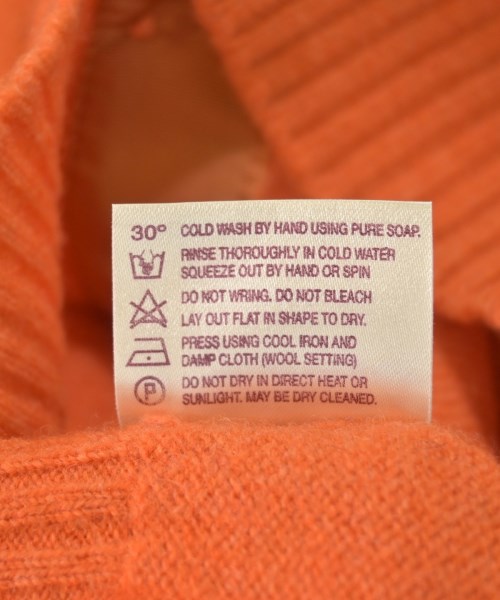 30° COLD WASH BY HAND USING PURE SOAP.
RINSE THOROUGHLY IN COLD WATER
SQUEEZE OUT BY HAND OR SPIN
DO NOT WRING. DO NOT BLEACH
LAY OUT FLAT IN SHAPE TO DRY.
PRESS USING COOL IRON AND
DAMP CLOTH (WOOL SETTING)
P DO NOT DRY IN DIRECT HEAT OR
SUNLIGHT. MAY BE DRY CLEANED.